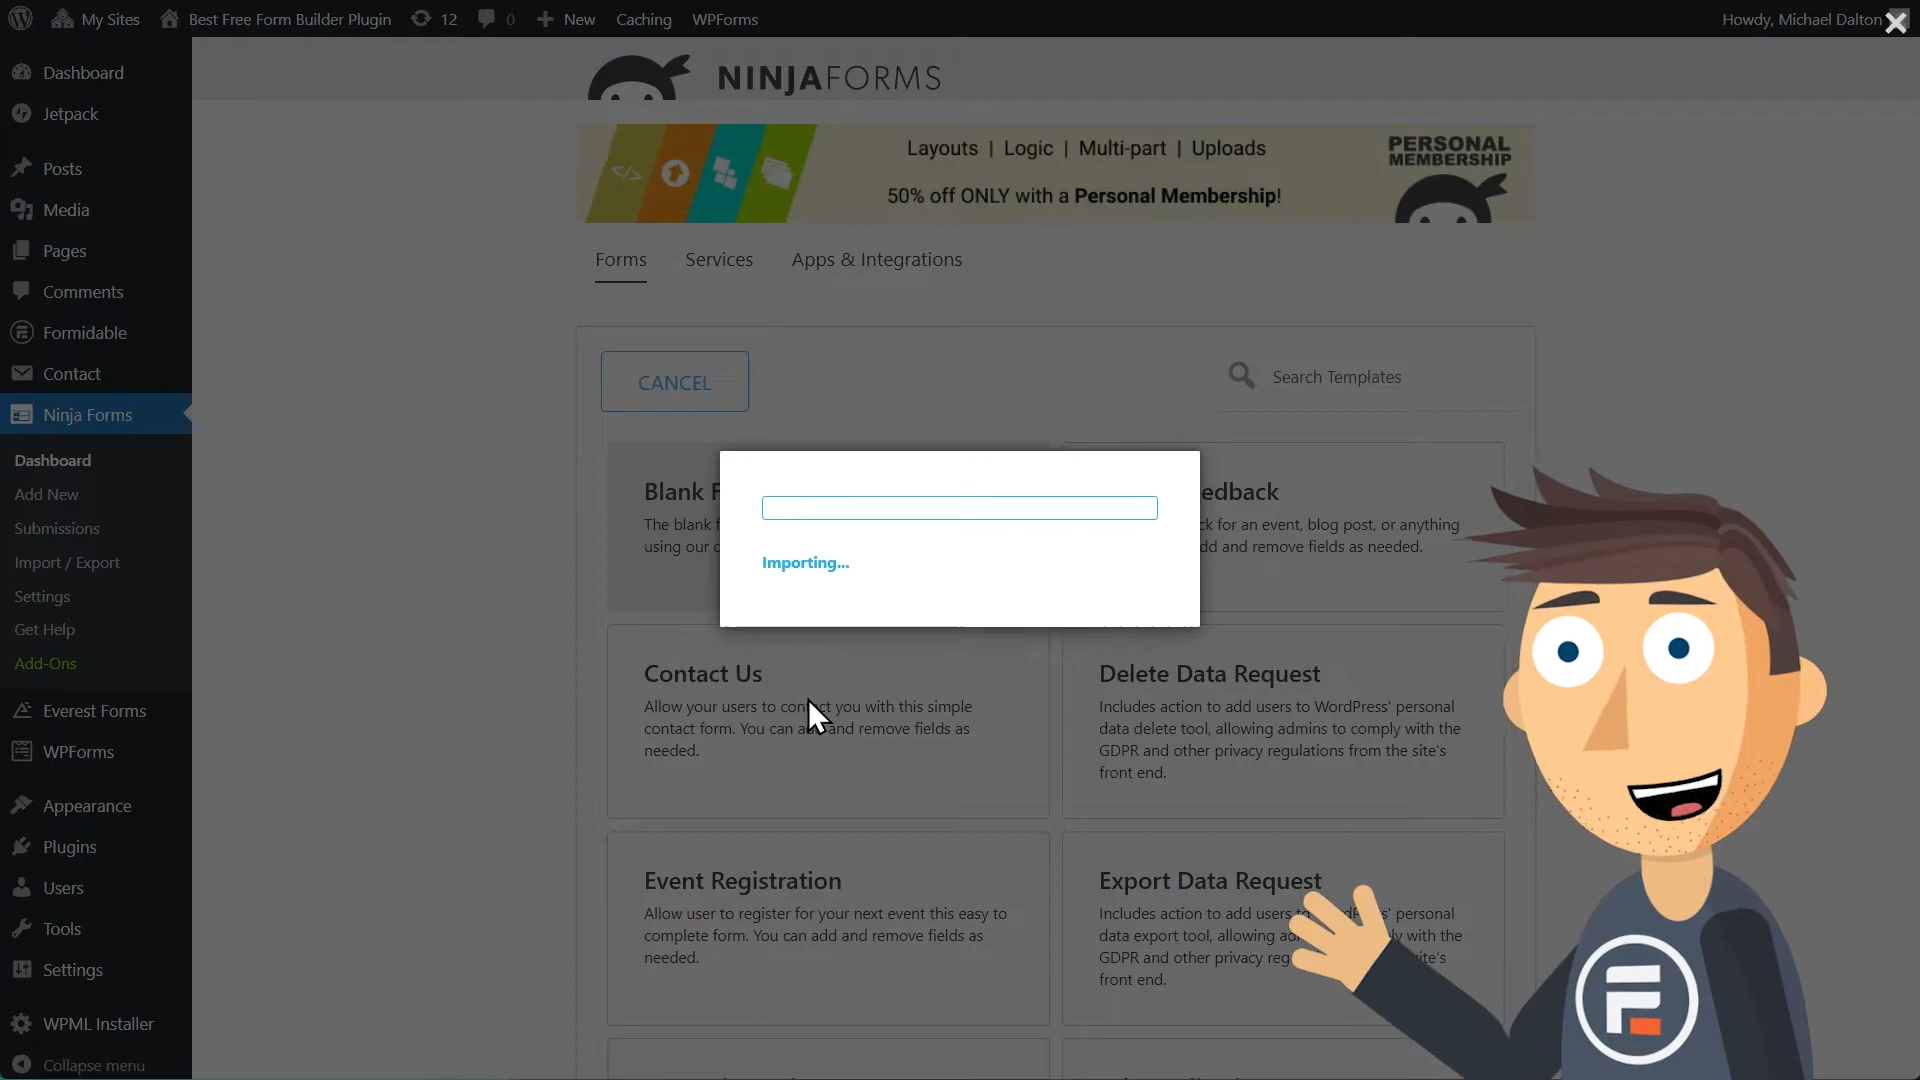 My Sites
Best Free Form Builder Plugin
12
0
New
Caching
WPForms
Howdy, Michael Dalton
Dashboard
Jetpack
Posts
Media
Pages
Comments
Formidable
Contact
Ninja Forms
Dashboard
Add New
Submissions
Import / Export
Settings
Get Help
Add-Ons
Everest Forms
WPForms
Appearance
Plugins
Users
Tools
Settings
WPML Installer
Collapse menu
NINJAFORMS
Layouts | Logic | Multi-part | Uploads
50% off ONLY with a Personal Membership!
PERSONAL
MEMBERSHIP
Forms
Services
Apps & Integrations
CANCEL
Search Templates
Blank
The blank
using our
for an event, blog post, or anything
and remove fields as needed.
Importing...
Contact Us
Allow your users to contact you with this simple
contact form. You can add and remove fields as
needed.
Delete Data Request
Includes action to add users to WordPress' personal
data delete tool, allowing admins to comply with the
GDPR and other privacy regulations from the site's
front end.
Event Registration
Allow user to register for your next event this easy to
complete form. You can add and remove fields as
needed.
Export Data Request
Includes action to add users to personal
data export tool, allowing with the
GDPR and other privacy
front end.